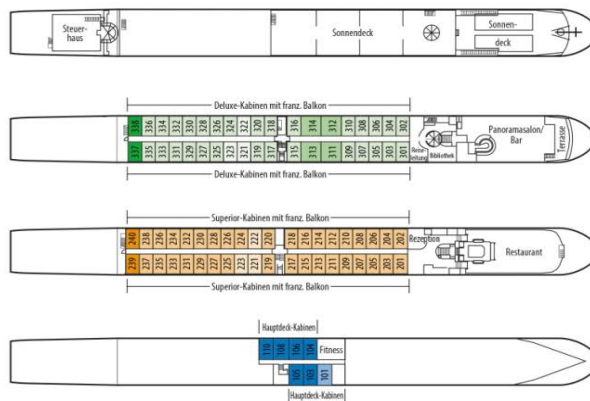 Steuer-
haus
Sonnendeck
Sonnen-
deck
Deluxe-Kabinen mit franz. Balkon
338 336 334 332 330 328 326 324 322 320 318 316 314 312 310 308 306 304 302
337 335 333 331 329 327 325 323 321 319 317 315 313 311 309 307 305 303 301
Reise-
leitung
Bibliothek
Panoramasalon/
Bar
Terrasse
Deluxe-Kabinen mit franz. Balkon
Superior-Kabinen mit franz. Balkon
240 238 236 234 232 230 228 226 224 222 220 218 216 214 212 210 208 206 204 202
239 237 235 233 231 229 227 225 223 221 219 217 215 213 211 209 207 205 203 201
Rezeption
Restaurant
Superior-Kabinen mit franz. Balkon
Hauptdeck-Kabinen
110 108 106 104 Fitness
105 103 101
Hauptdeck-Kabinen